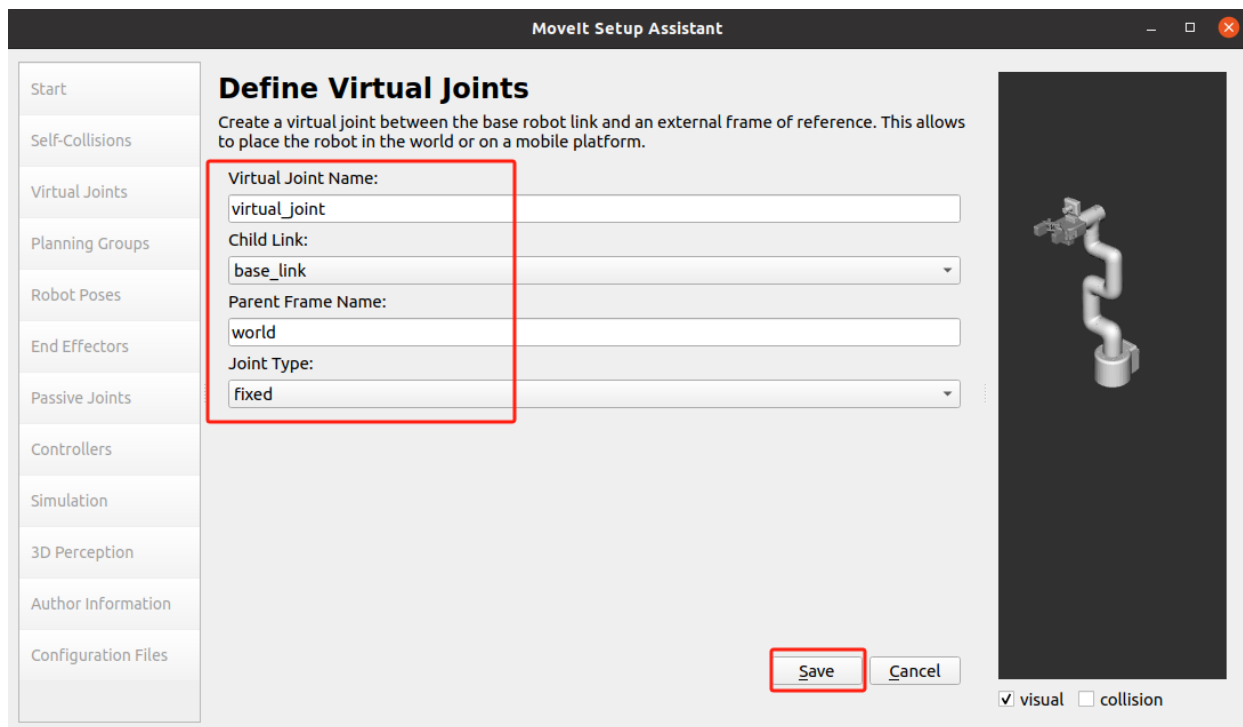 MoveIt Setup Assistant
Start
Self-Collisions
Virtual Joints
Planning Groups
Robot Poses
End Effectors
Passive Joints
Controllers
Simulation
3D Perception
Author Information
Configuration Files
Define Virtual Joints
Create a virtual joint between the base robot link and an external frame of reference. This allows
to place the robot in the world or on a mobile platform.
Virtual Joint Name:
virtual_joint
Child Link:
base_link
Parent Frame Name:
world
Joint Type:
fixed
Save
Cancel
visual
collision